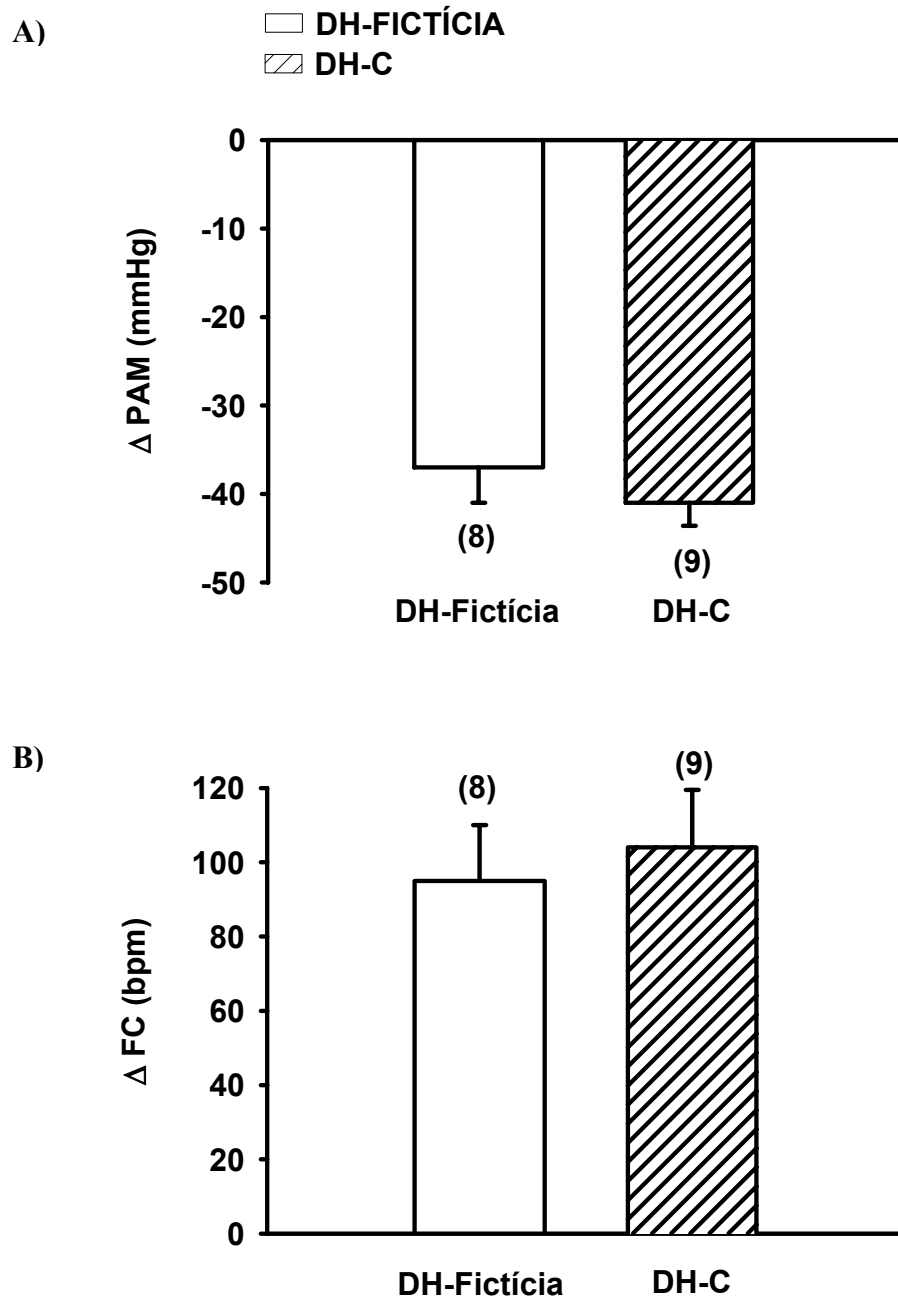 A)
DH-FICTÍCIA
DH-C
0
-10
-20
-30
-40
-50
Δ PAM (mmHg)
(8)
(9)
DH-Fictícia DH-C
B)
120
100
80
60
40
20
0
Δ FC (bpm)
(8)
(9)
DH-Fictícia DH-C